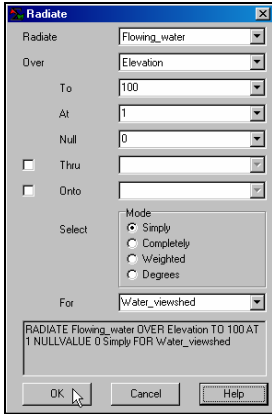 Radiate
Radiate Flowing_water
Over Elevation
To 100
At 1
Null 0
Thru
Onto
Select
Mode
Simply
Completely
Weighted
Degrees
For Water_viewshed
RADIATE Flowing_water OVER Elevation TO 100 AT
1 NULLVALUE 0 Simply FOR Water_viewshed
OK Cancel Help